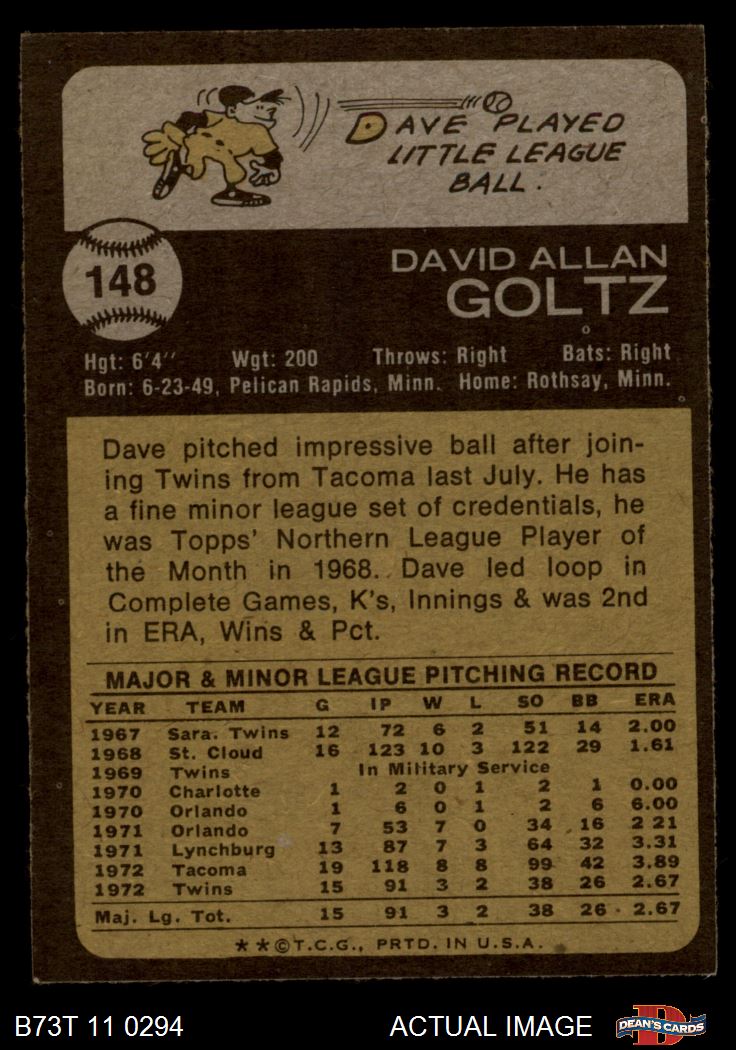 DAVE PLAYED
LITTLE LEAGUE
BALL.
148
DAVID ALLAN
GOLTZ
Hgt: 6'4" Wgt: 200 Throws: Right Bats: Right
Born: 6-23-49, Pelican Rapids, Minn. Home: Rothsay, Minn.
Dave pitched impressive ball after join-
ing Twins from Tacoma last July. He has
a fine minor league set of credentials, he
was Topps' Northern League Player of
the Month in 1968. Dave led loop in
Complete Games, K's, Innings & was 2nd
in ERA, Wins & Pct.
MAJOR & MINOR LEAGUE PITCHING RECORD
YEAR TEAM G IP W L SO BB ERA
1967 Sara. Twins 12 72 6 2 51 14 2.00
1968 St. Cloud 16 123 10 3 122 29 1.61
1969 Twins In Military Service
1970 Charlotte 1 2 0 1 2 1 0.00
1970 Orlando 1 6 0 1 2 6 6.00
1971 Orlando 7 53 7 0 34 16 2 21
1971 Lynchburg 13 87 7 3 64 32 3.31
1972 Tacoma 19 118 8 8 99 42 3.89
1972 Twins 15 91 3 2 38 26 2.67
Maj. Lg. Tot. 15 91 3 2 38 26 2.67
★★©T.C.G., PRTD. IN U.S.A.
B73T 11 0294 ACTUAL IMAGE D DEAN'S CARDS